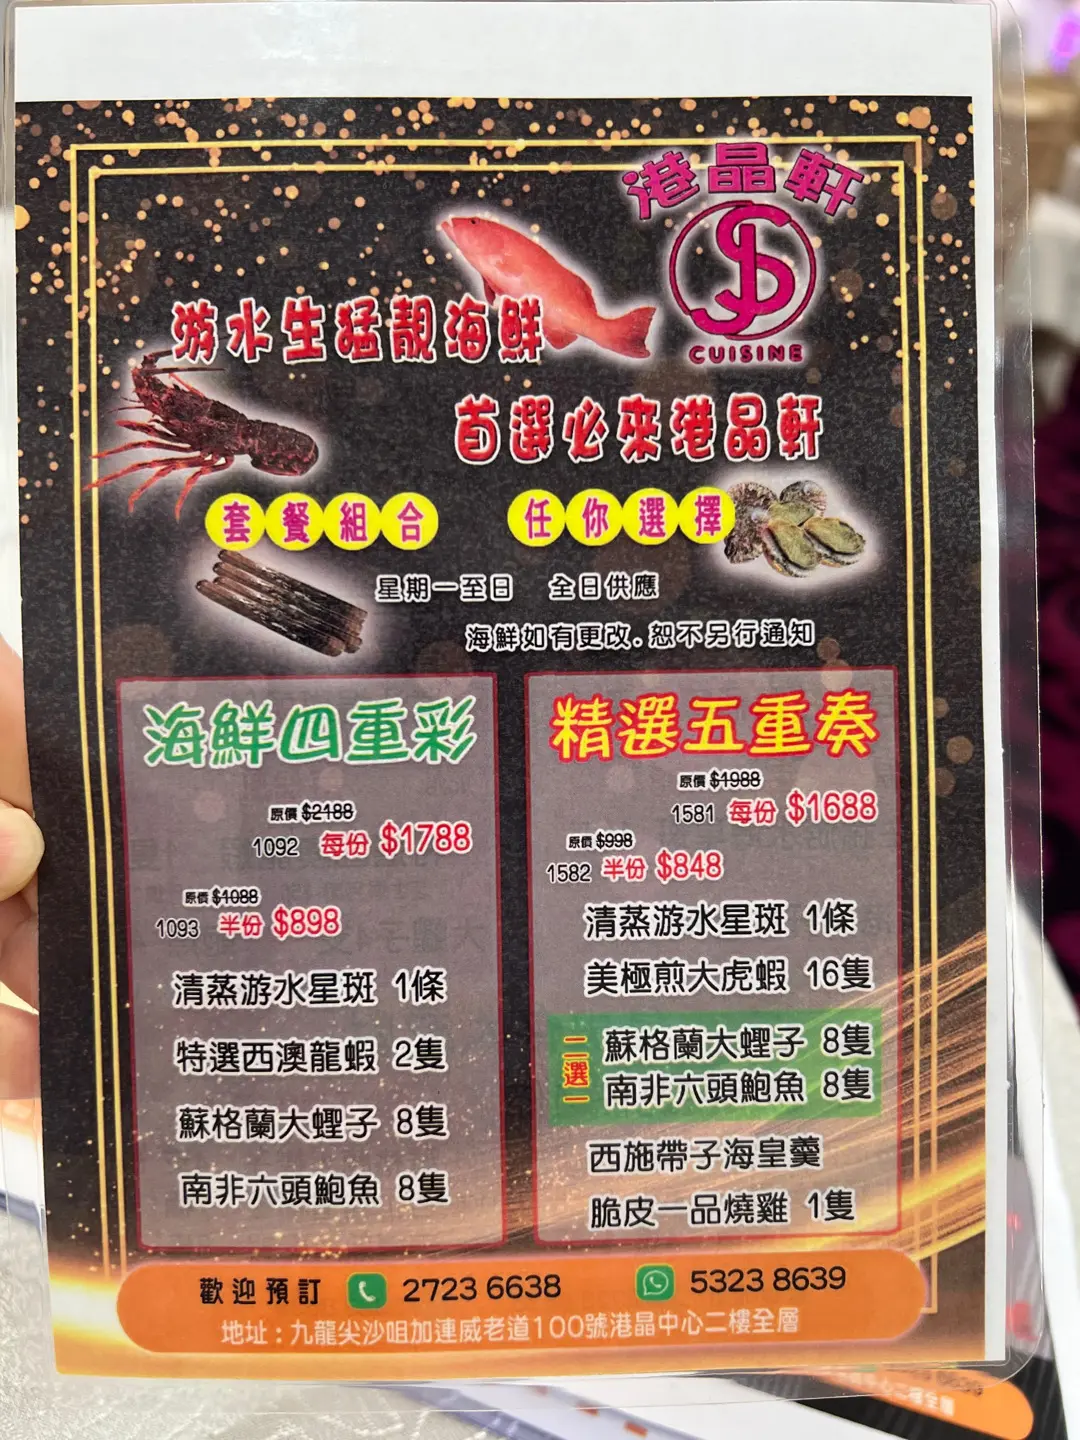 港晶軒
CUISINE
游水生猛靚海鮮
首選必來港晶軒
套餐組合 任你選擇
星期一至日 全日供應
海鮮如有更改.恕不另行通知
海鮮四重彩
原價 $2188
1092 每份 $1788
原價 $1088
1093 半份 $898
清蒸游水星斑 1條
特選西澳龍蝦 2隻
蘇格蘭大蟶子 8隻
南非六頭鮑魚 8隻
精選五重奏
原價 $1988
1581 每份 $1688
原價 $998
1582 半份 $848
清蒸游水星斑 1條
美極煎大虎蝦 16隻
二選一
蘇格蘭大蟶子 8隻
南非六頭鮑魚 8隻
西施帶子海皇羹
脆皮一品燒雞 1隻
歡迎預訂 2723 6638 5323 8639
地址:九龍尖沙咀加連威老道100號港晶中心二樓全層